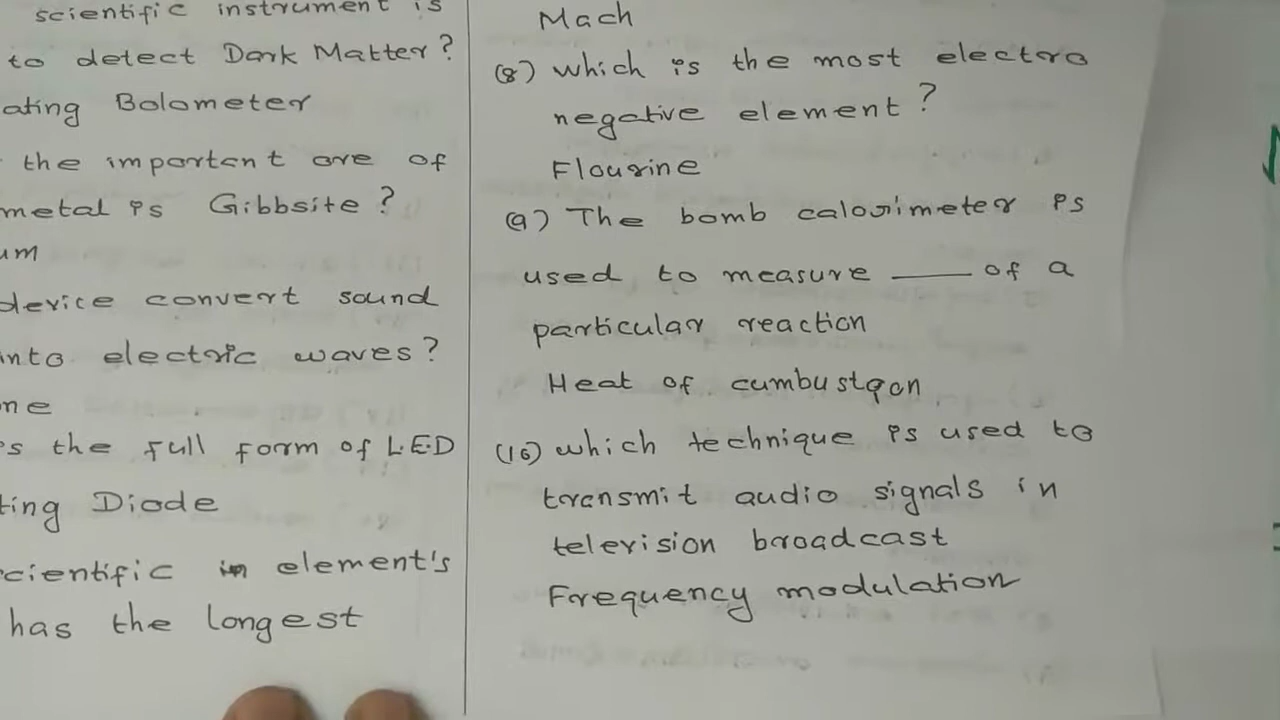 scientific instrument is
to detect Dark Matter?
ating Bolometer
the important ore of
metal is Gibbsite?
um
device convert sound
into electric waves?
ne
s the full form of L.E.D
ting Diode
cientific in element's
has the longest
Mach
(8) which is the most electro
negative element?
Flourine
(9) The bomb calorimeter is
used to measure ____ of a
particular reaction
Heat of cumbustion
(10) which technique is used to
transmit audio signals in
television broadcast
Frequency modulation